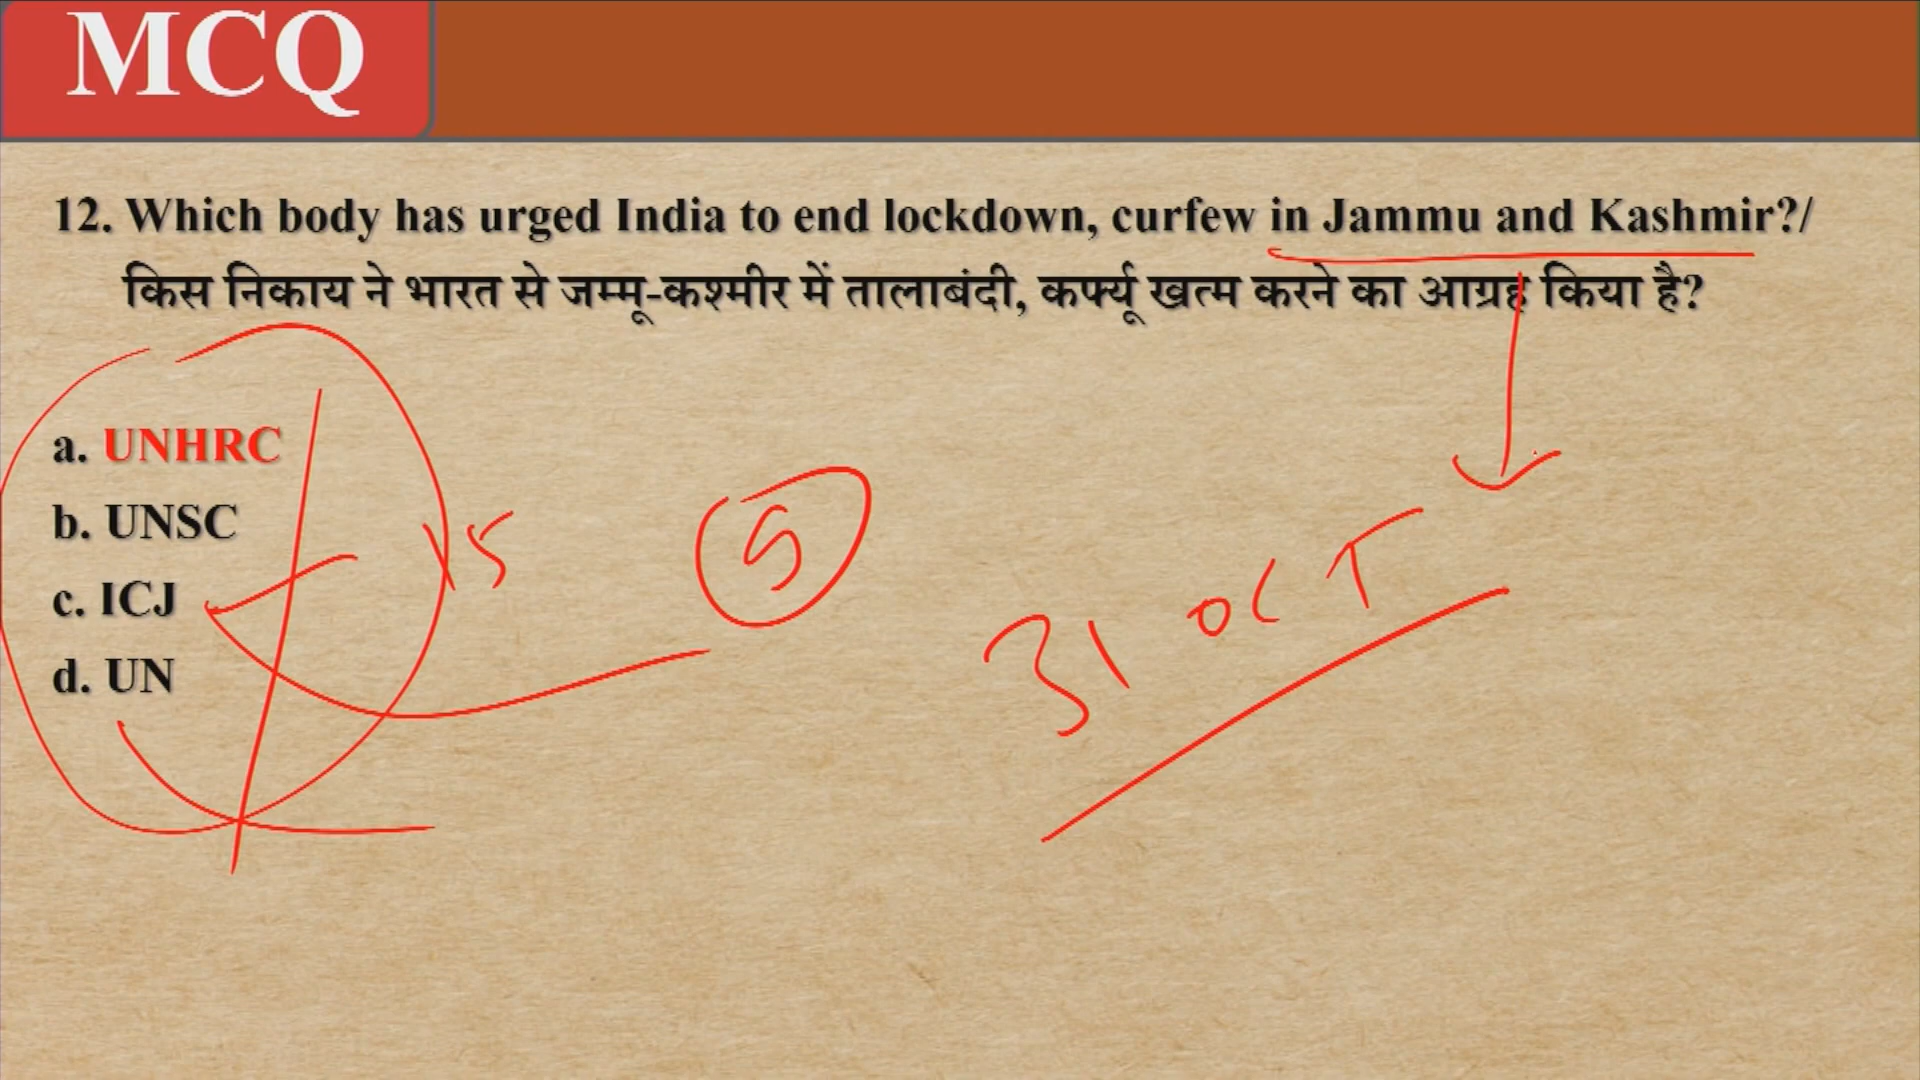 MCQ
12. Which body has urged India to end lockdown, curfew in Jammu and Kashmir?/
किस निकाय ने भारत से जम्मू-कश्मीर में तालाबंदी, कर्फ्यू खत्म करने का आग्रह किया है?
a. UNHRC
b. UNSC
c. ICJ
d. UN
15
5
31 OCT